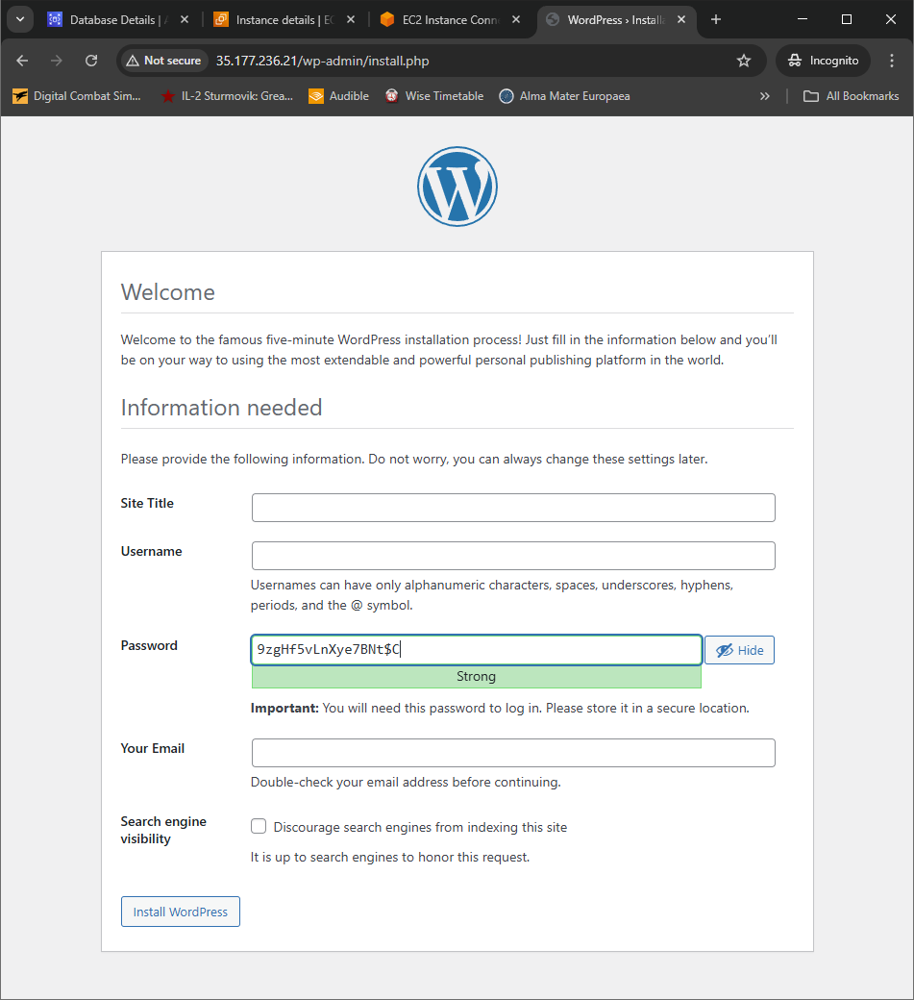 Database Details | A
Instance details | EC
EC2 Instance Conn
WordPress › Installa
Not secure
35.177.236.21/wp-admin/install.php
Incognito
Digital Combat Sim...
IL-2 Sturmovik: Grea...
Audible
Wise Timetable
Alma Mater Europaea
All Bookmarks
W
Welcome
Welcome to the famous five-minute WordPress installation process! Just fill in the information below and you’ll
be on your way to using the most extendable and powerful personal publishing platform in the world.
Information needed
Please provide the following information. Do not worry, you can always change these settings later.
Site Title
Username
Usernames can have only alphanumeric characters, spaces, underscores, hyphens,
periods, and the @ symbol.
Password
9zgHf5vLnXye7BNt$C
Hide
Strong
Important: You will need this password to log in. Please store it in a secure location.
Your Email
Double-check your email address before continuing.
Search engine
visibility
Discourage search engines from indexing this site
It is up to search engines to honor this request.
Install WordPress